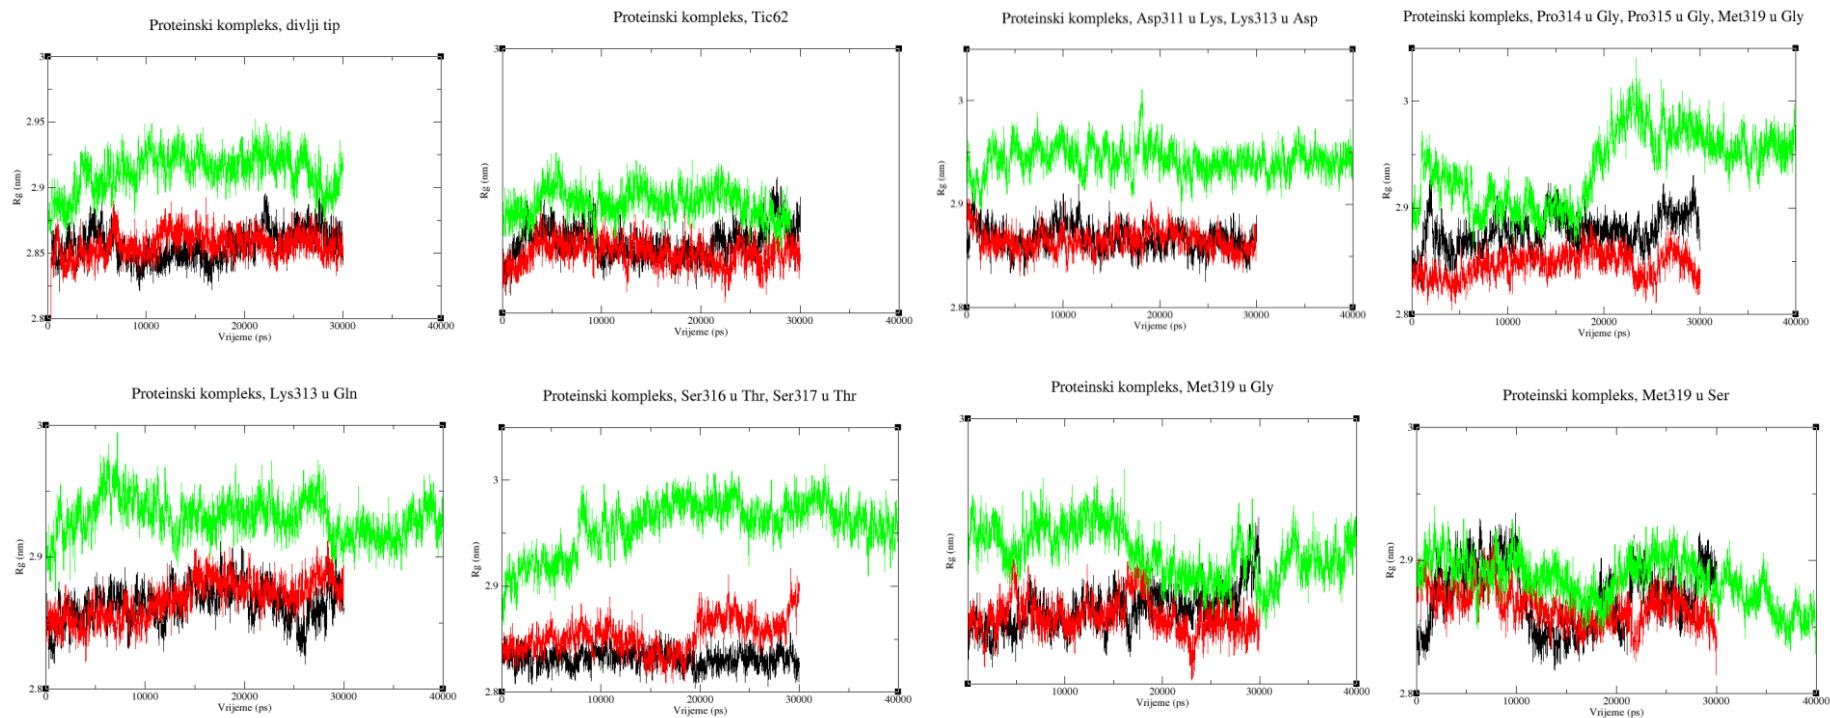 Proteinski kompleks, divlji tip
3
2.95
2.9
2.85
2.8
Rg (nm)
0 10000 20000 30000 40000
Vrijeme (ps)
Proteinski kompleks, Tic62
Rg (nm)
0 10000 20000 30000 40000
Vrijeme (ps)
Proteinski kompleks, Asp311 u Lys, Lys313 u Asp
3
2.9
2.8
Rg (nm)
0 10000 20000 30000 40000
Vrijeme (ps)
Proteinski kompleks, Pro314 u Gly, Pro315 u Gly, Met319 u Gly
3
2.9
2.8
Rg (nm)
0 10000 20000 30000 40000
Vrijeme (ps)
Proteinski kompleks, Lys313 u Gln
3
2.9
2.8
Rg (nm)
0 10000 20000 30000 40000
Vrijeme (ps)
Proteinski kompleks, Ser316 u Thr, Ser317 u Thr
3
2.9
2.8
Rg (nm)
0 10000 20000 30000 40000
Vrijeme (ps)
Proteinski kompleks, Met319 u Gly
3
Rg (nm)
10000 20000 30000 40000
Vrijeme (ps)
Proteinski kompleks, Met319 u Ser
3
2.9
2.8
Rg (nm)
0 10000 20000 30000 40000
Vrijeme (ps)